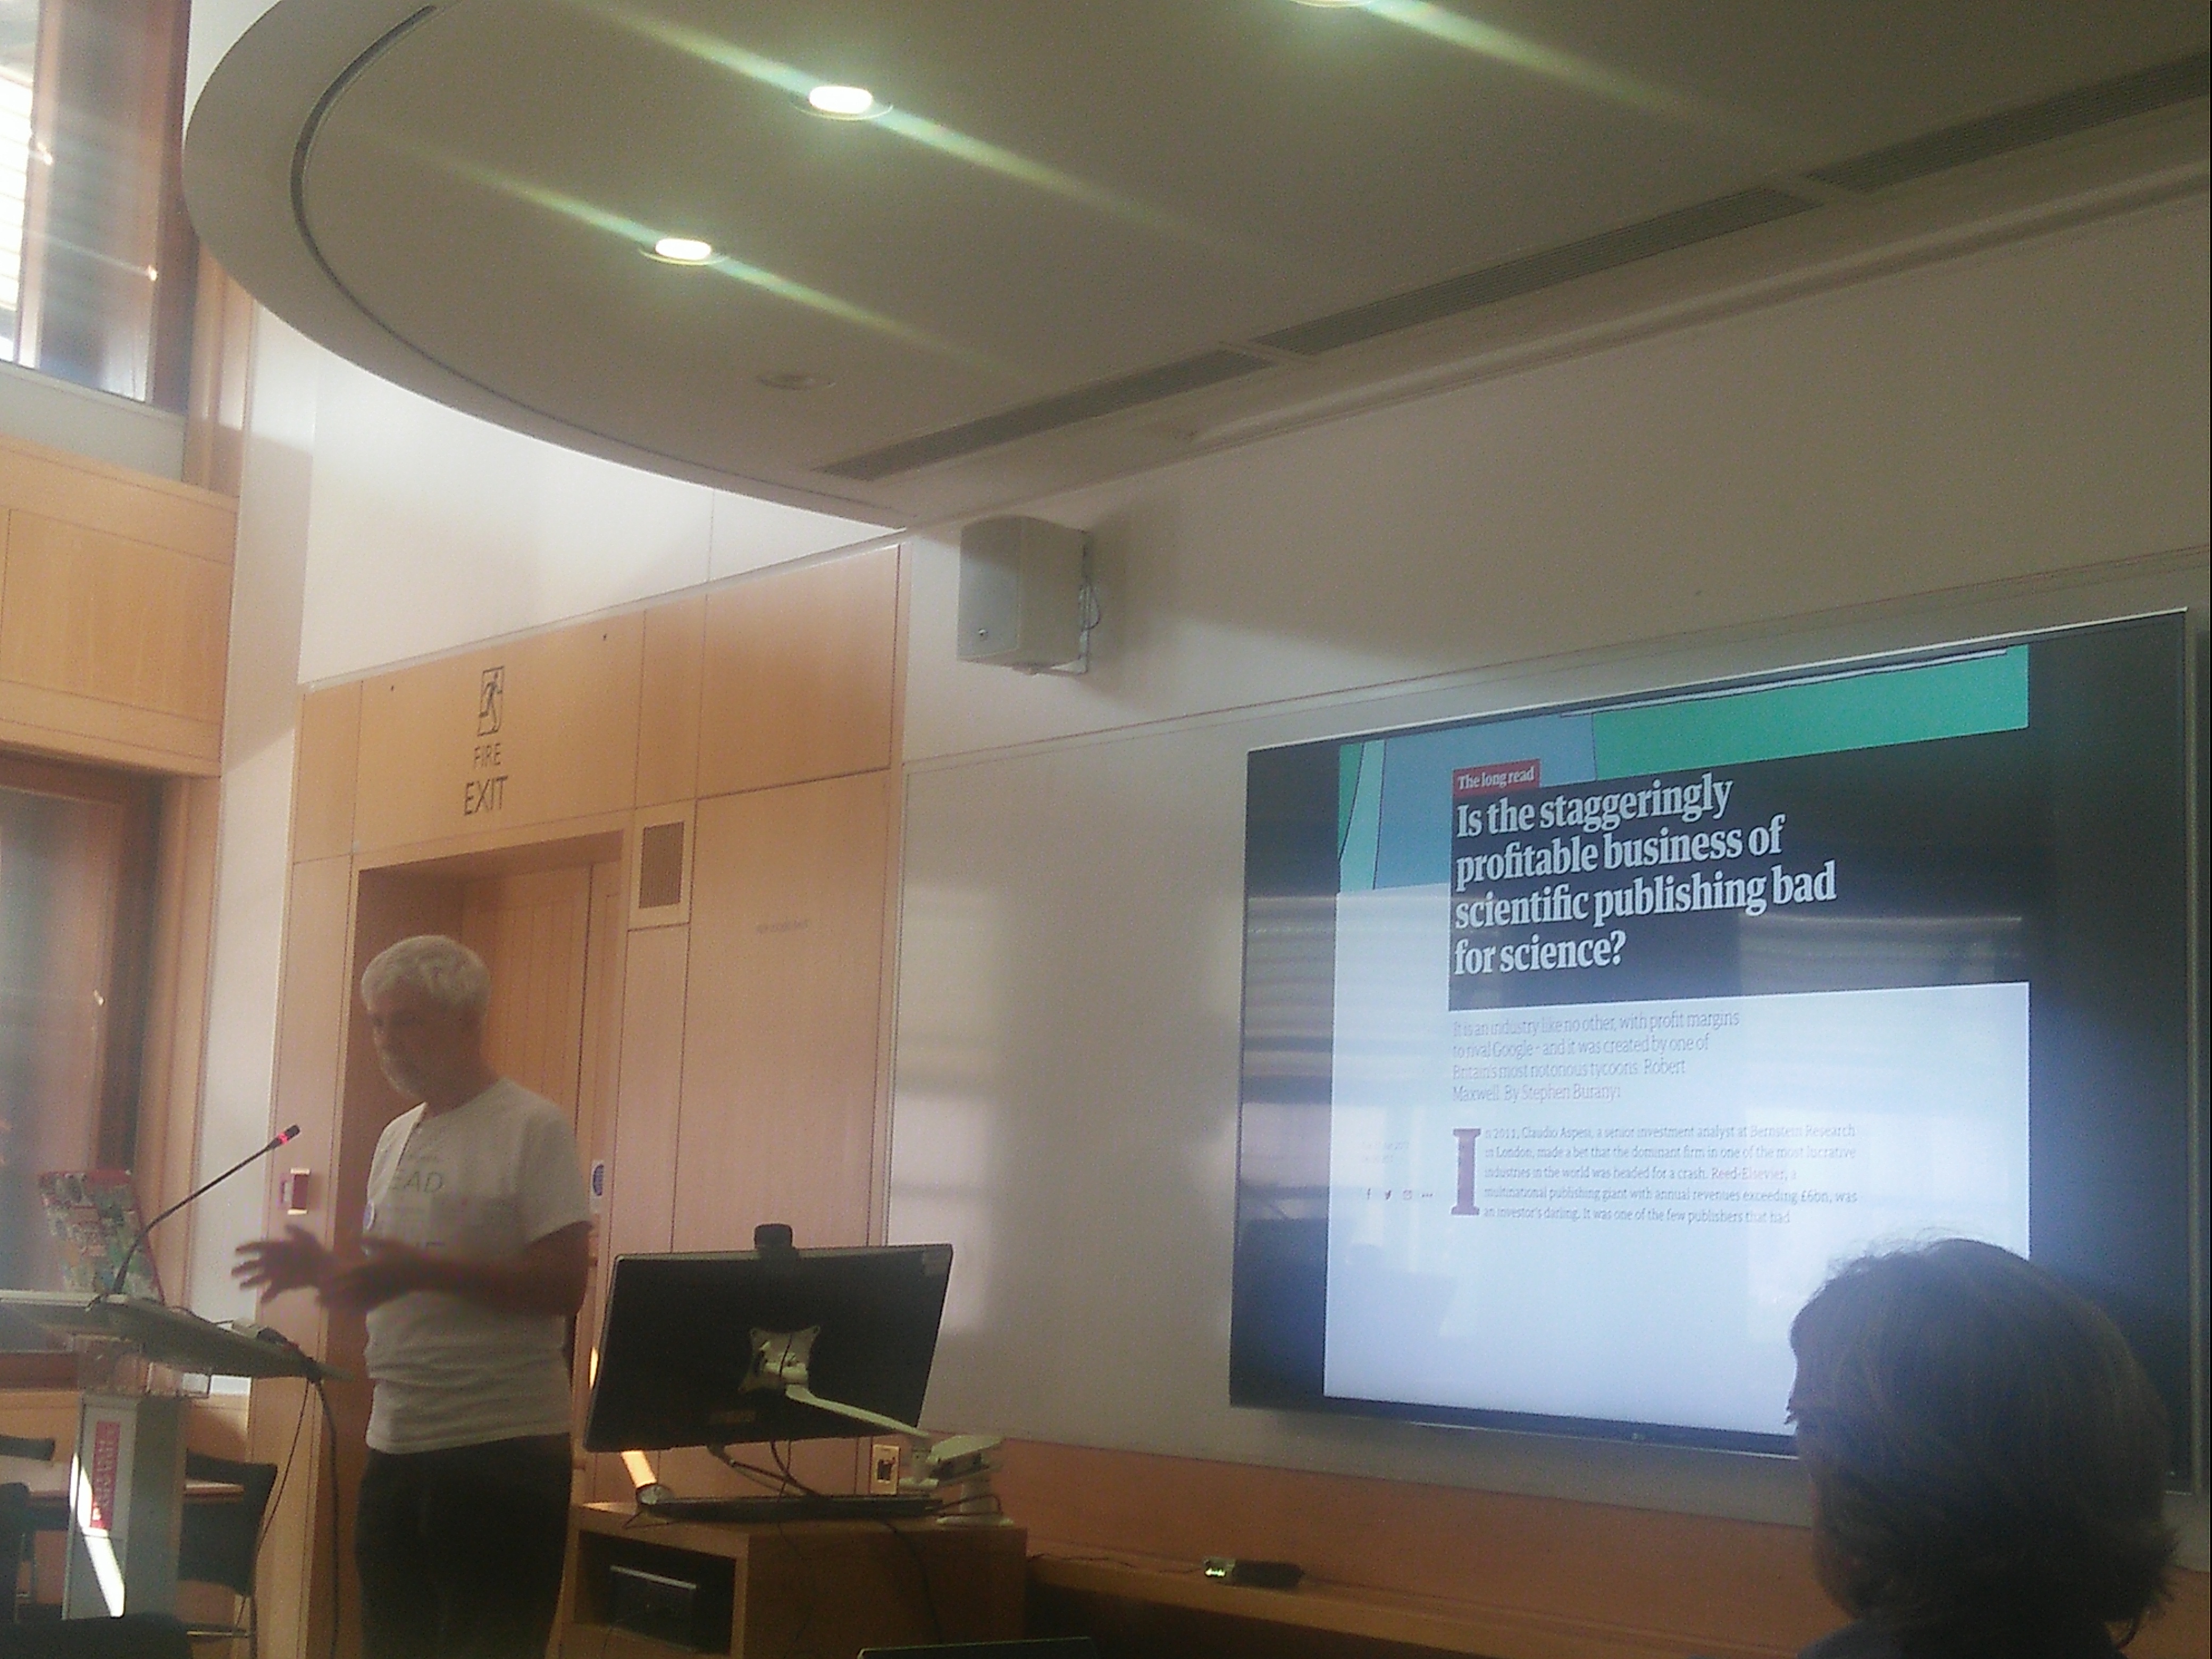 FIRE
EXIT
EAD
The long read
Is the staggeringly
profitable business of
scientific publishing bad
for science?
It is an industry like no other, with profit margins
to rival Google - and it was created by one of
Britain's most notorious tycoons: Robert
Maxwell. By Stephen Buranyi
In 2011, Claudio Aspesi, a senior investment analyst at Bernstein Research
in London, made a bet that the dominant firm in one of the most lucrative
industries in the world was headed for a crash. Reed-Elsevier, a
multinational publishing giant with annual revenues exceeding £6bn, was
an investor's darling. It was one of the few publishers that had